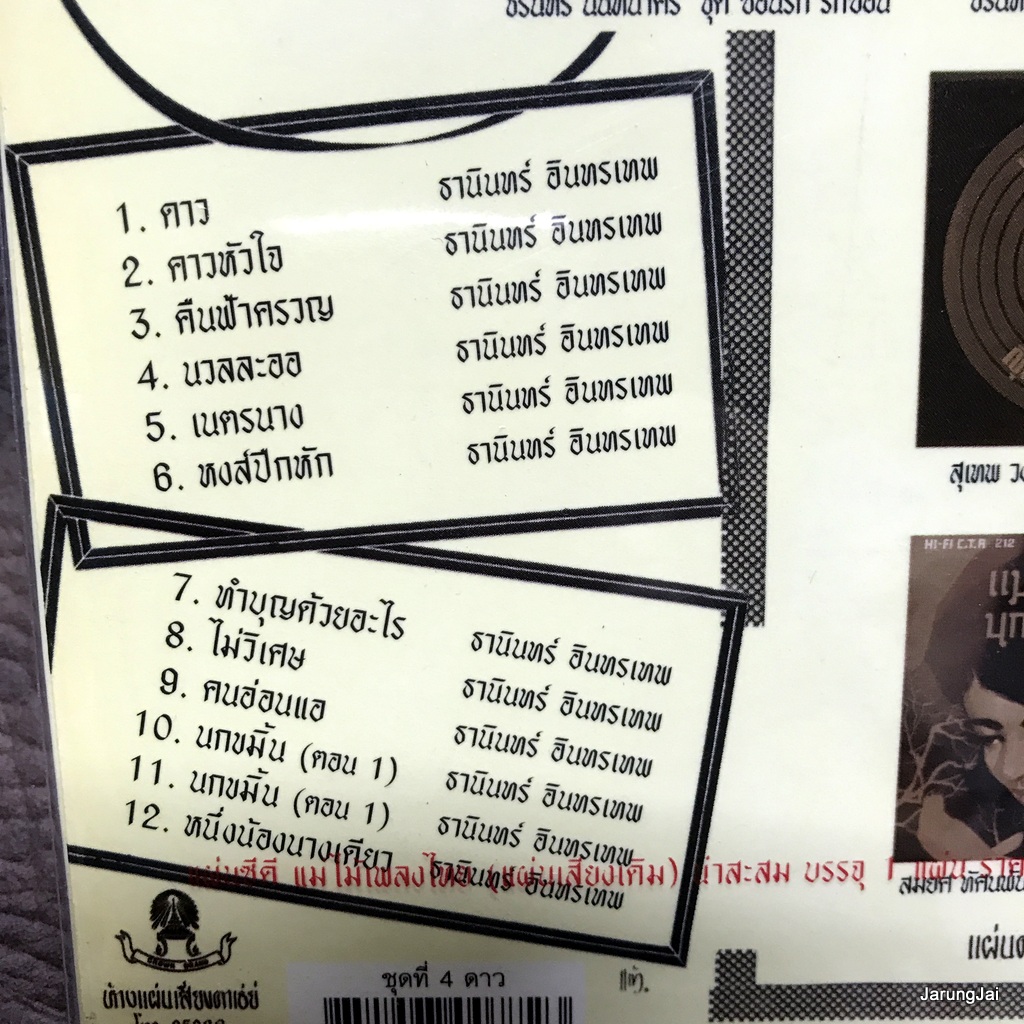 ธานินทร์ อินทรเทพ
1. ดาว
ธานินทร์ อินทรเทพ
2. ดาวหัวใจ
ธานินทร์ อินทรเทพ
3. คืนฟ้าครวญ
ธานินทร์ อินทรเทพ
4. นวลละออ
ธานินทร์ อินทรเทพ
5. เนตรนาง
ธานินทร์ อินทรเทพ
6. หงส์ปีกหัก
สุเทพ
HI-FI C.T.R 212
7. ทำบุญด้วยอะไร
ธานินทร์ อินทรเทพ
8. ไม่วิเศษ
ธานินทร์ อินทรเทพ
9. คนอ่อนแอ
ธานินทร์ อินทรเทพ
10. นกขมิ้น (ตอน 1)
ธานินทร์ อินทรเทพ
11. นกขมิ้น (ตอน 1)
ธานินทร์ อินทรเทพ
12. หนึ่งน้องนางเดียว
ธานินทร์ อินทรเทพ
แผ่นซีดี แม่ไม้เพลงไทย (แผ่นเสียงเดิม) น่าสะสม บรรจุ 1 แผ่น
ห้างแผ่นเสียงตาเฮ่ย์
ชุดที่ 4 ดาว
JarungJai